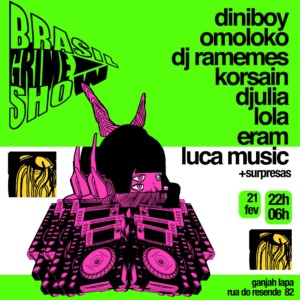 BRASIL
GRIME
SHOW
diniboy
omoloko
dj ramemes
korsain
djulia
lola
eram
luca music
+surpresas
21
fev
22h
06h
ganjah lapa
rua do resende 82